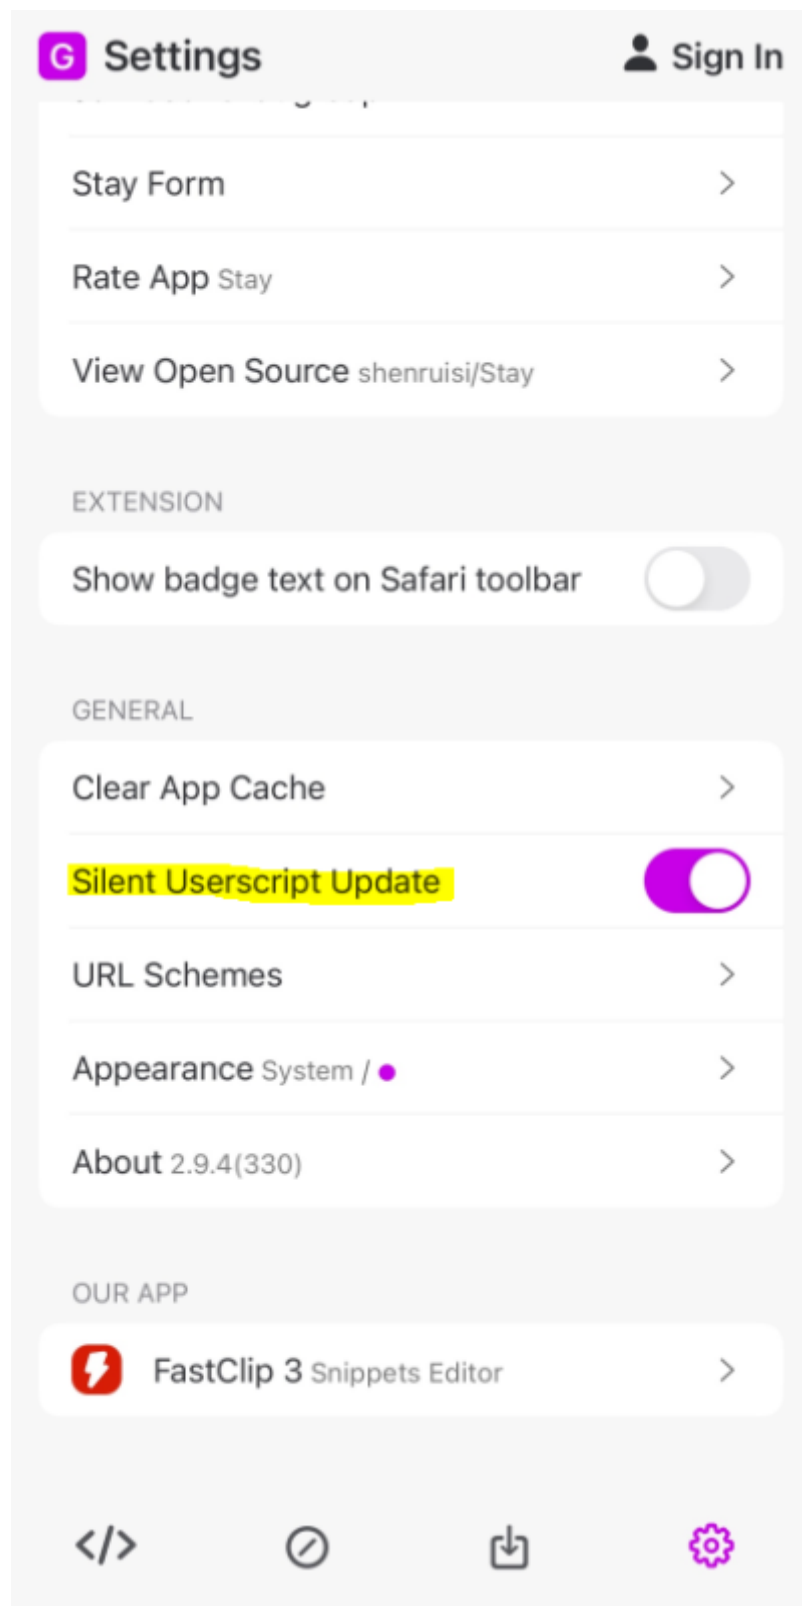 G Settings Sign In
Stay Form
Rate App Stay
View Open Source shenruisi/Stay
EXTENSION
Show badge text on Safari toolbar
GENERAL
Clear App Cache
Silent Userscript Update
URL Schemes
Appearance System /
About 2.9.4(330)
OUR APP
FastClip 3 Snippets Editor